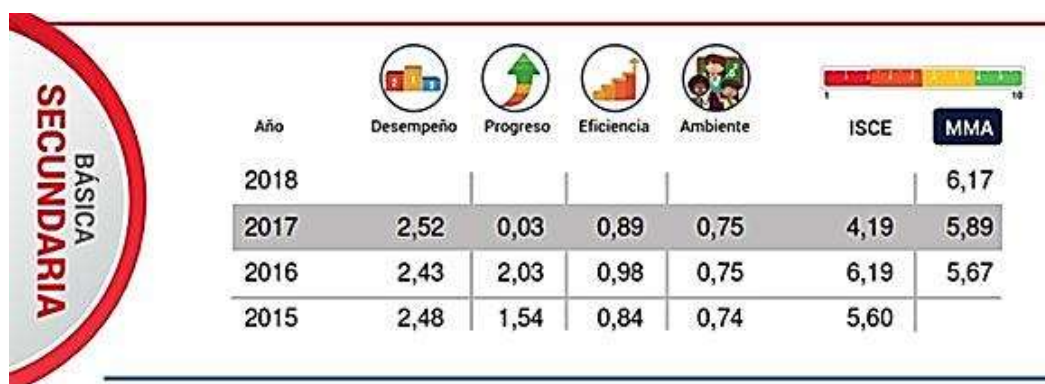 BÁSICA
SECUNDARIA
1 10
Año Desempeño Progreso Eficiencia Ambiente ISCE MMA
2018 6,17
2017 2,52 0,03 0,89 0,75 4,19 5,89
2016 2,43 2,03 0,98 0,75 6,19 5,67
2015 2,48 1,54 0,84 0,74 5,60